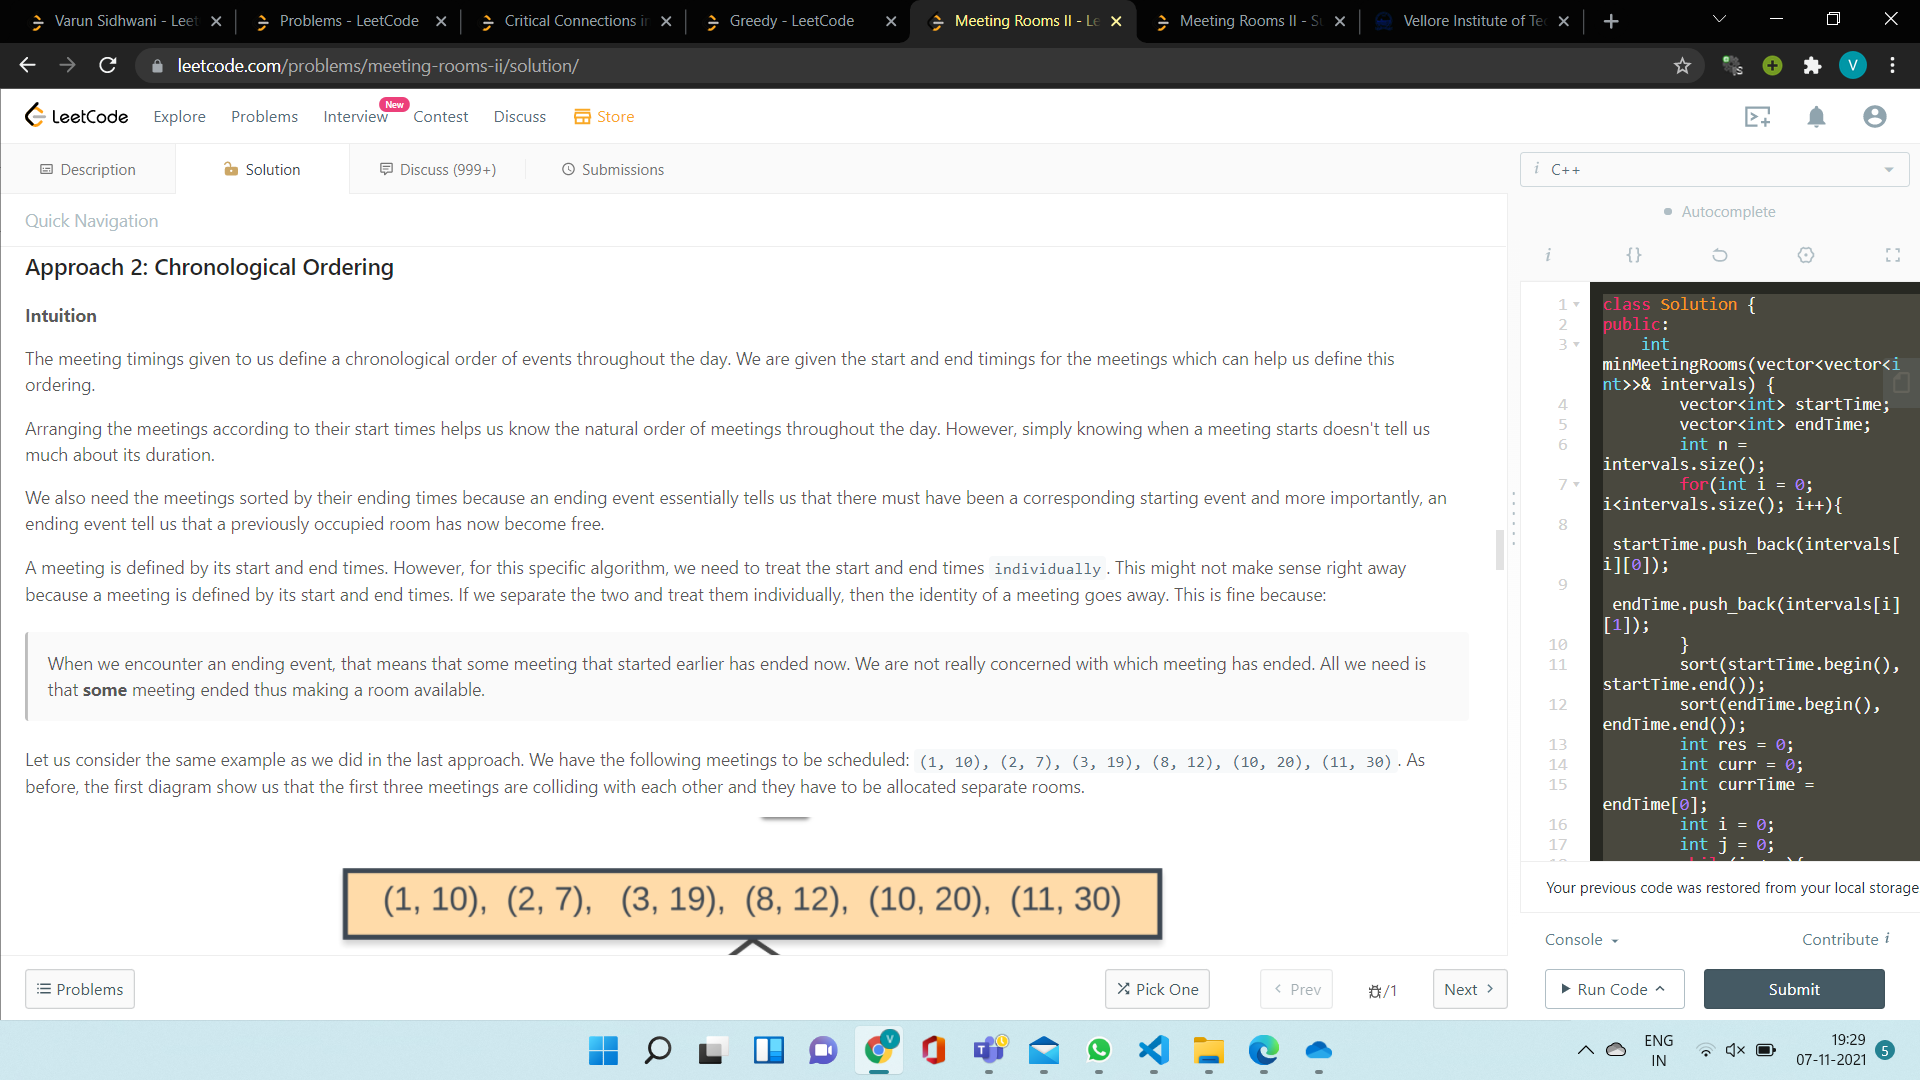 Varun Sidhwani - Leet
Problems - LeetCode
Critical Connections in
Greedy - LeetCode
Meeting Rooms II - Le
Meeting Rooms II - Su
Vellore Institute of Tec
leetcode.com/problems/meeting-rooms-ii/solution/
V
LeetCode
Explore
Problems
Interview
New
Contest
Discuss
Store
Description
Solution
Discuss (999+)
Submissions
i C++
Quick Navigation
Autocomplete
i {}
Approach 2: Chronological Ordering
Intuition
The meeting timings given to us define a chronological order of events throughout the day. We are given the start and end timings for the meetings which can help us define this
ordering.
Arranging the meetings according to their start times helps us know the natural order of meetings throughout the day. However, simply knowing when a meeting starts doesn't tell us
much about its duration.
We also need the meetings sorted by their ending times because an ending event essentially tells us that there must have been a corresponding starting event and more importantly, an
ending event tell us that a previously occupied room has now become free.
A meeting is defined by its start and end times. However, for this specific algorithm, we need to treat the start and end times individually . This might not make sense right away
because a meeting is defined by its start and end times. If we separate the two and treat them individually, then the identity of a meeting goes away. This is fine because:
When we encounter an ending event, that means that some meeting that started earlier has ended now. We are not really concerned with which meeting has ended. All we need is
that some meeting ended thus making a room available.
Let us consider the same example as we did in the last approach. We have the following meetings to be scheduled: (1, 10), (2, 7), (3, 19), (8, 12), (10, 20), (11, 30) . As
before, the first diagram show us that the first three meetings are colliding with each other and they have to be allocated separate rooms.
(1, 10), (2, 7), (3, 19), (8, 12), (10, 20), (11, 30)
1 class Solution {
2 public:
3 int
minMeetingRooms(vector<vector<i
nt>>& intervals) {
4 vector<int> startTime;
5 vector<int> endTime;
6 int n =
intervals.size();
7 for(int i = 0;
i<intervals.size(); i++){
8
startTime.push_back(intervals[
i][0]);
9
endTime.push_back(intervals[i]
[1]);
10 }
11 sort(startTime.begin(),
startTime.end());
12 sort(endTime.begin(),
endTime.end());
13 int res = 0;
14 int curr = 0;
15 int currTime =
endTime[0];
16 int i = 0;
17 int j = 0;
Your previous code was restored from your local storage
Console
Contribute i
Problems
Pick One
Prev
/1
Next
Run Code
Submit
V
ENG
IN
19:29
07-11-2021
5